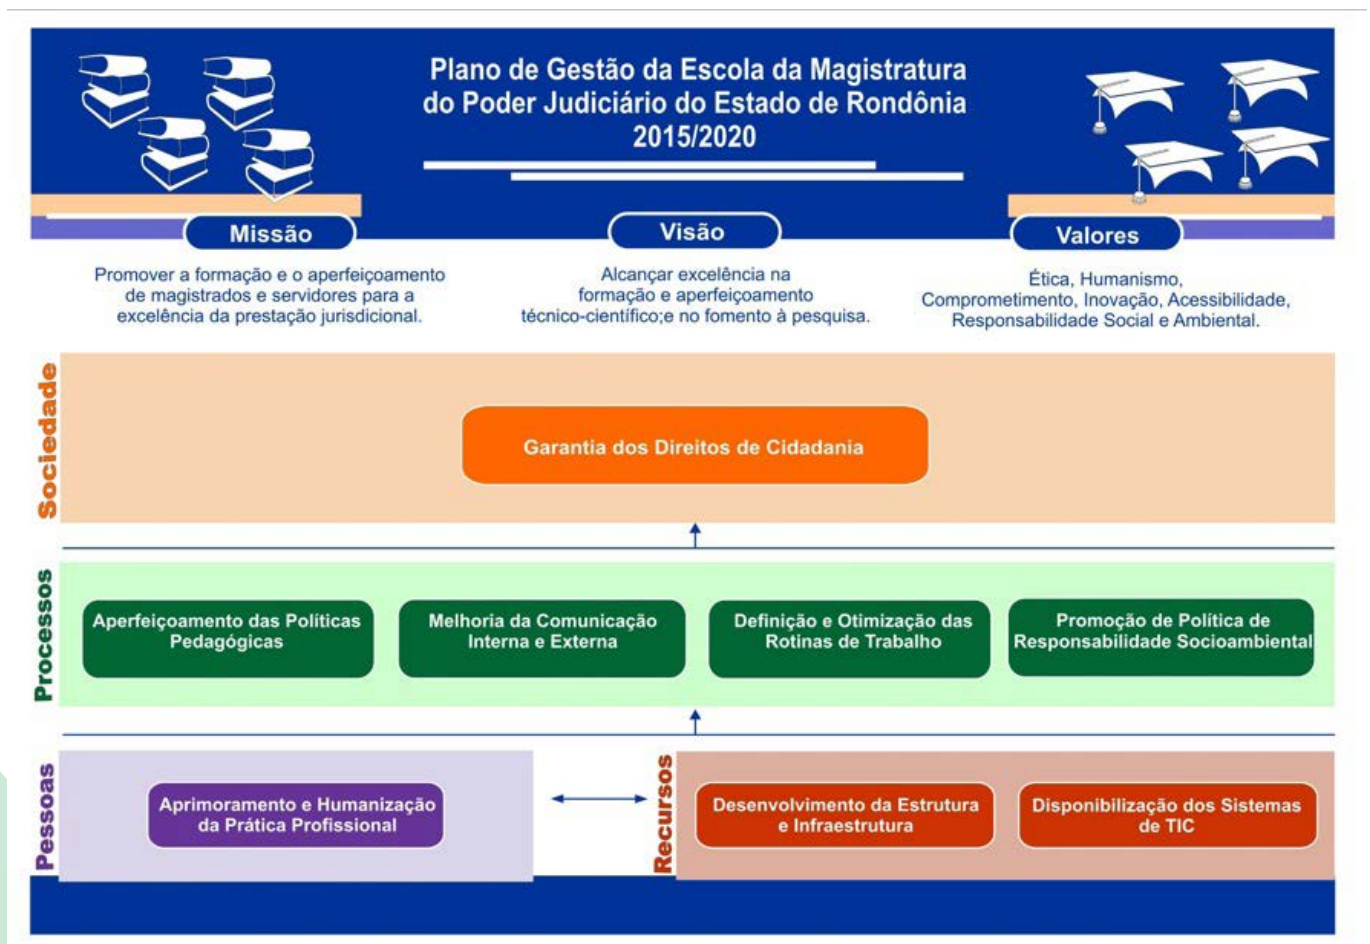 Plano de Gestão da Escola da Magistratura
do Poder Judiciário do Estado de Rondônia
2015/2020
Missão
Promover a formação e o aperfeiçoamento
de magistrados e servidores para a
excelência da prestação jurisdicional.
Visão
Alcançar excelência na
formação e aperfeiçoamento
técnico-científico;e no fomento à pesquisa.
Valores
Ética, Humanismo,
Comprometimento, Inovação, Acessibilidade,
Responsabilidade Social e Ambiental.
Sociedade
Garantia dos Direitos de Cidadania
Processos
Aperfeiçoamento das Políticas
Pedagógicas
Melhoria da Comunicação
Interna e Externa
Definição e Otimização das
Rotinas de Trabalho
Promoção de Política de
Responsabilidade Socioambiental
Pessoas
Aprimoramento e Humanização
da Prática Profissional
Recursos
Desenvolvimento da Estrutura
e Infraestrutura
Disponibilização dos Sistemas
de TIC